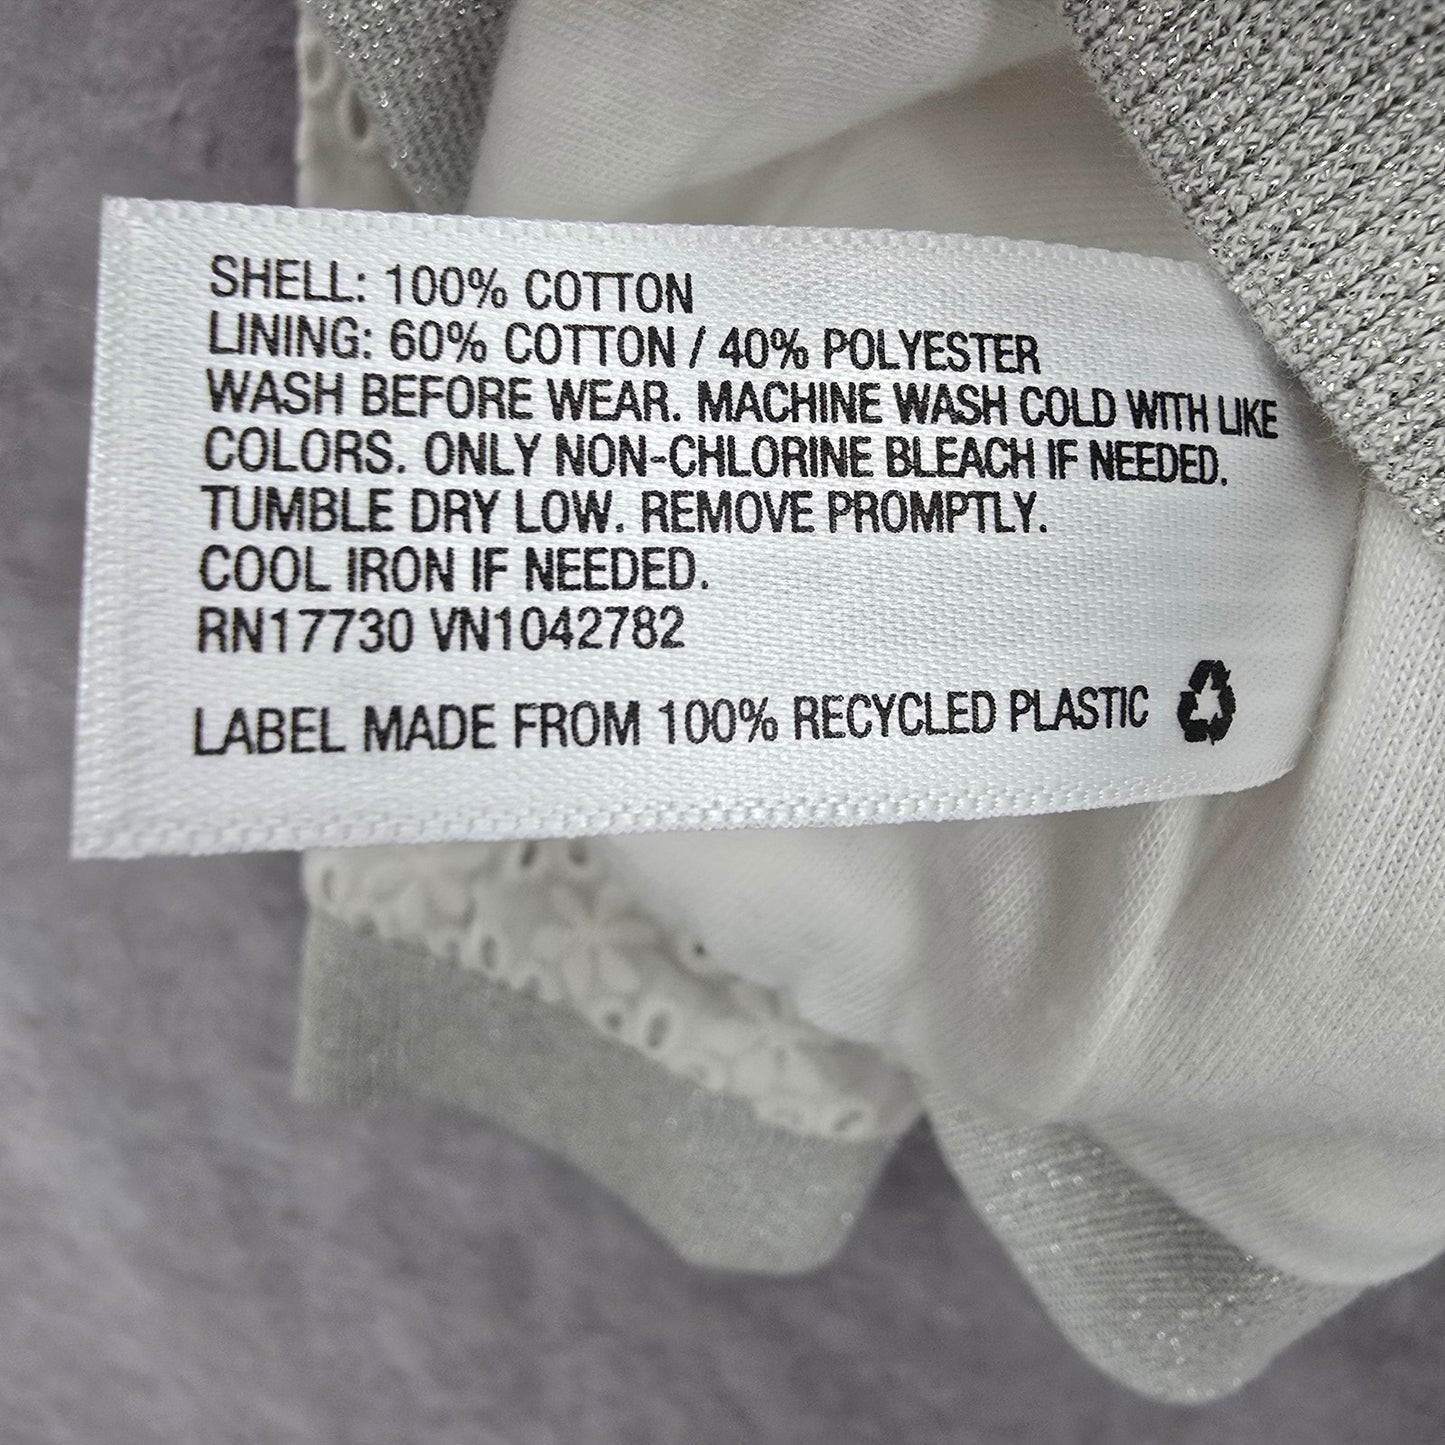 SHELL: 100% COTTON
LINING: 60% COTTON / 40% POLYESTER
WASH BEFORE WEAR. MACHINE WASH COLD WITH LIKE
COLORS. ONLY NON-CHLORINE BLEACH IF NEEDED.
TUMBLE DRY LOW. REMOVE PROMPTLY.
COOL IRON IF NEEDED.
RN17730 VN1042782
LABEL MADE FROM 100% RECYCLED PLASTIC